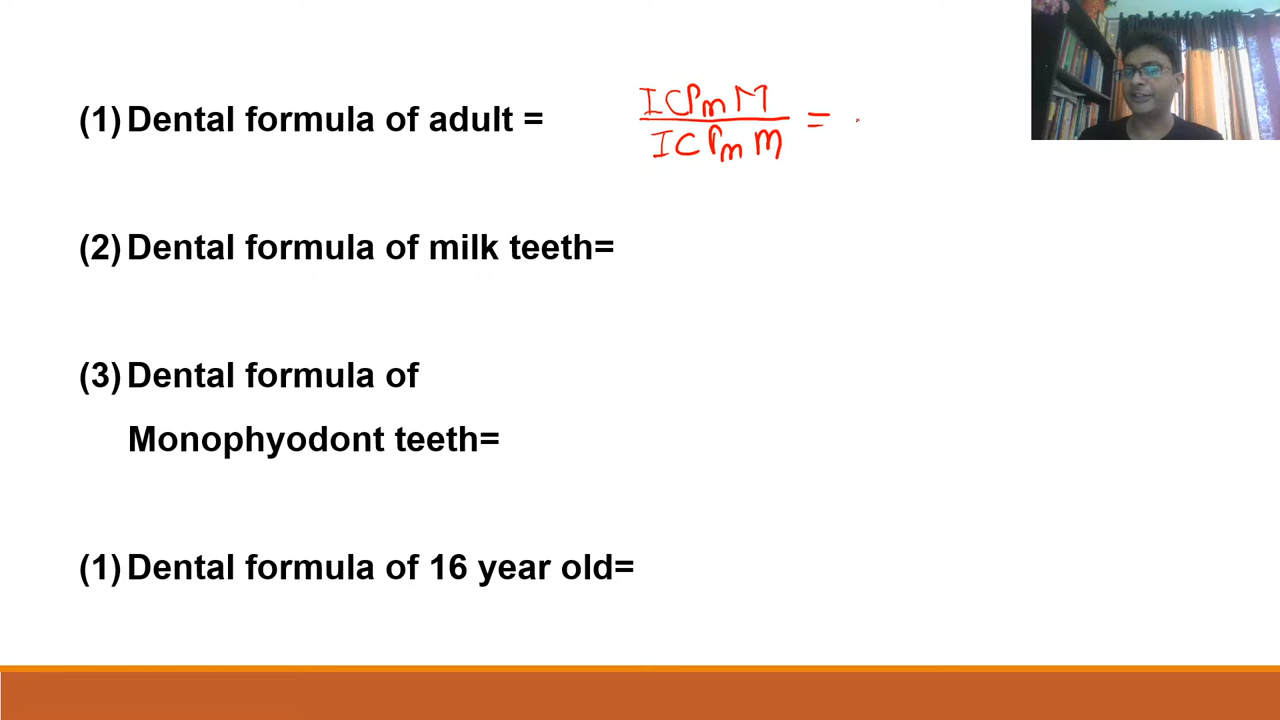 (1) Dental formula of adult =
ICPmM
ICPmM =
(2) Dental formula of milk teeth=
(3) Dental formula of
Monophyodont teeth=
(1) Dental formula of 16 year old=